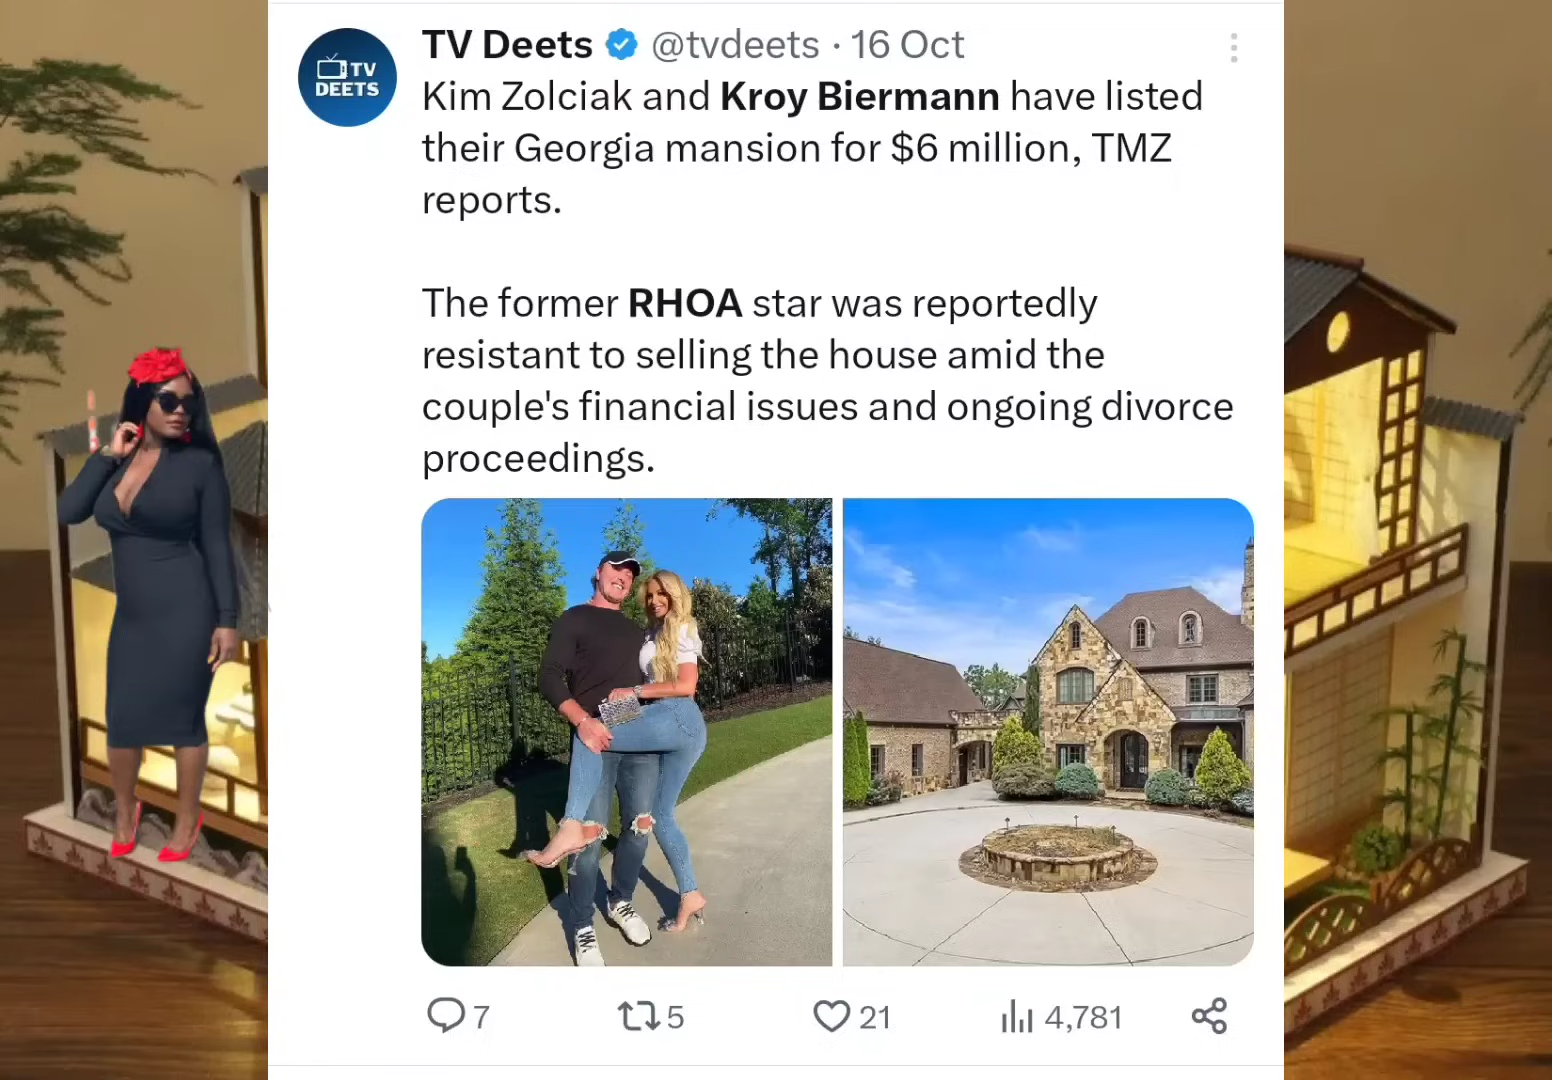 TV
DEETS
TV Deets @tvdeets · 16 Oct
Kim Zolciak and Kroy Biermann have listed
their Georgia mansion for $6 million, TMZ
reports.
The former RHOA star was reportedly
resistant to selling the house amid the
couple's financial issues and ongoing divorce
proceedings.
7 5 21 4,781